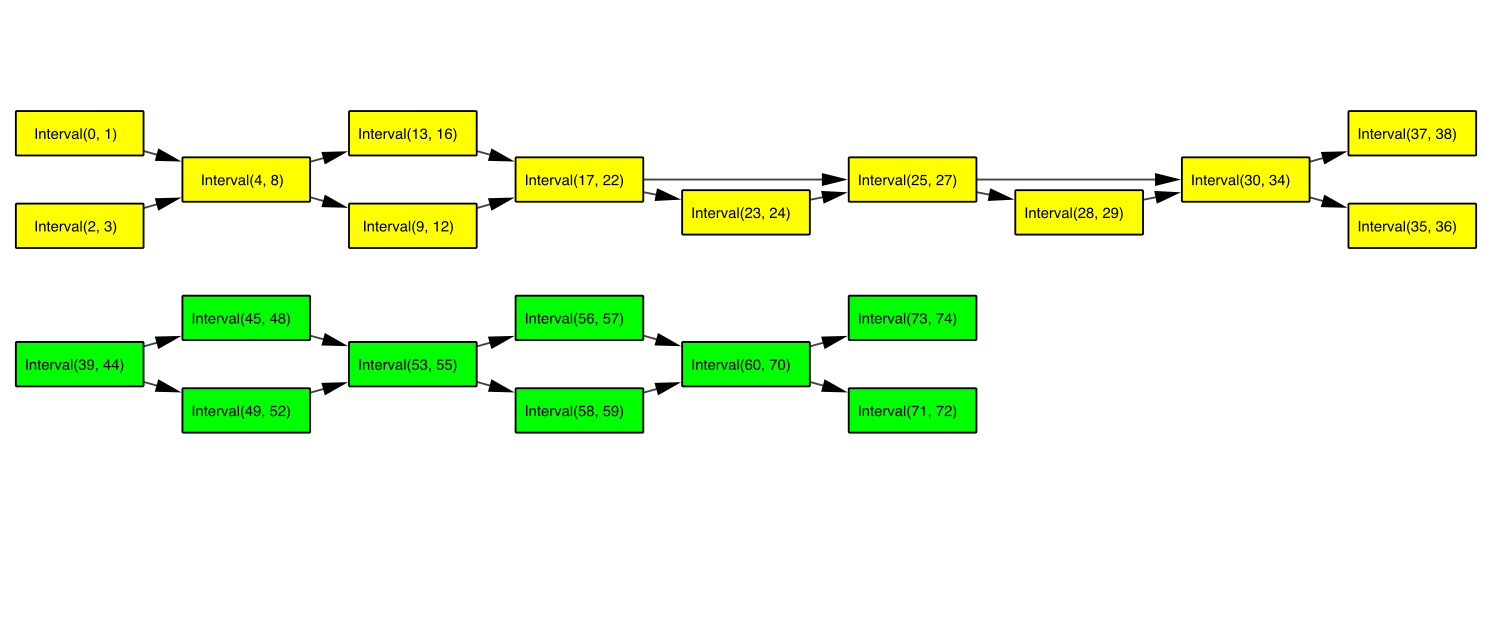 Interval(0, 1)
Interval(13, 16)
Interval(37, 38)
Interval(4, 8)
Interval(17, 22)
Interval(25, 27)
Interval(30, 34)
Interval(23, 24)
Interval(28, 29)
Interval(2, 3)
Interval(9, 12)
Interval(35, 36)
Interval(45, 48)
Interval(56, 57)
Interval(73, 74)
Interval(39, 44)
Interval(53, 55)
Interval(60, 70)
Interval(49, 52)
Interval(58, 59)
Interval(71, 72)